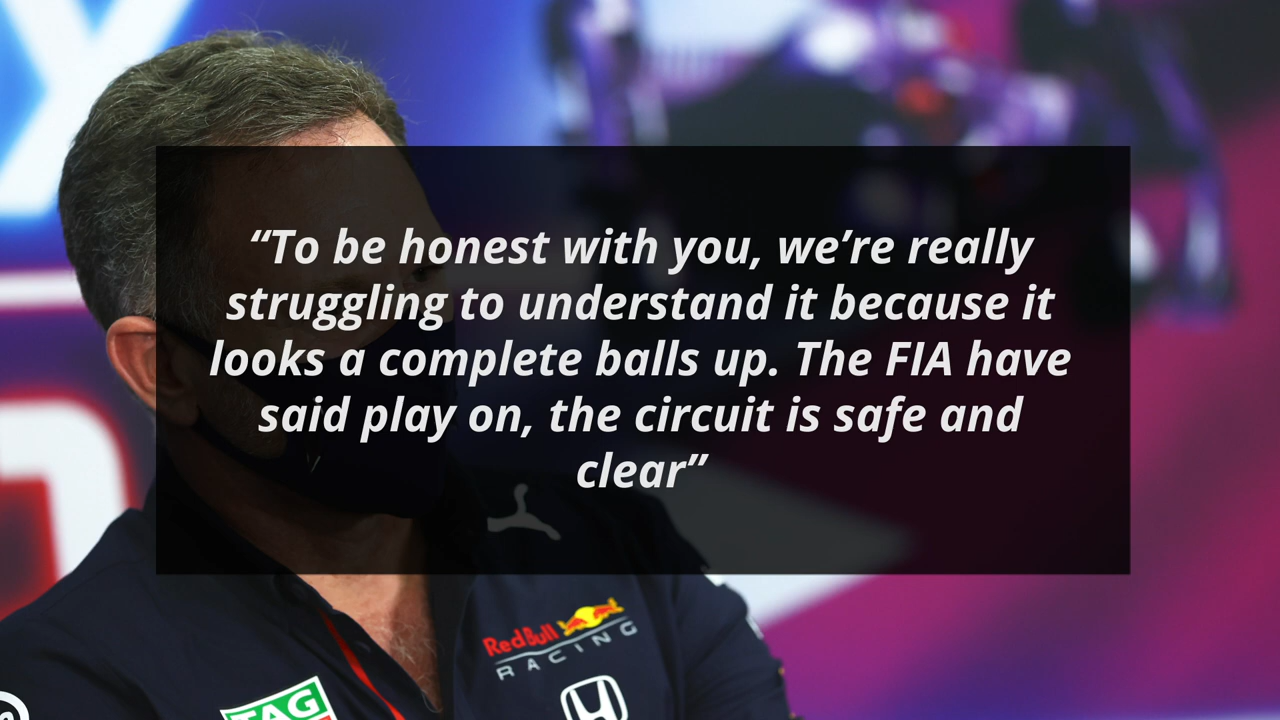 “To be honest with you, we’re really
struggling to understand it because it
looks a complete balls up. The FIA have
said play on, the circuit is safe and
clear”
Red Bull
RACING
TAG